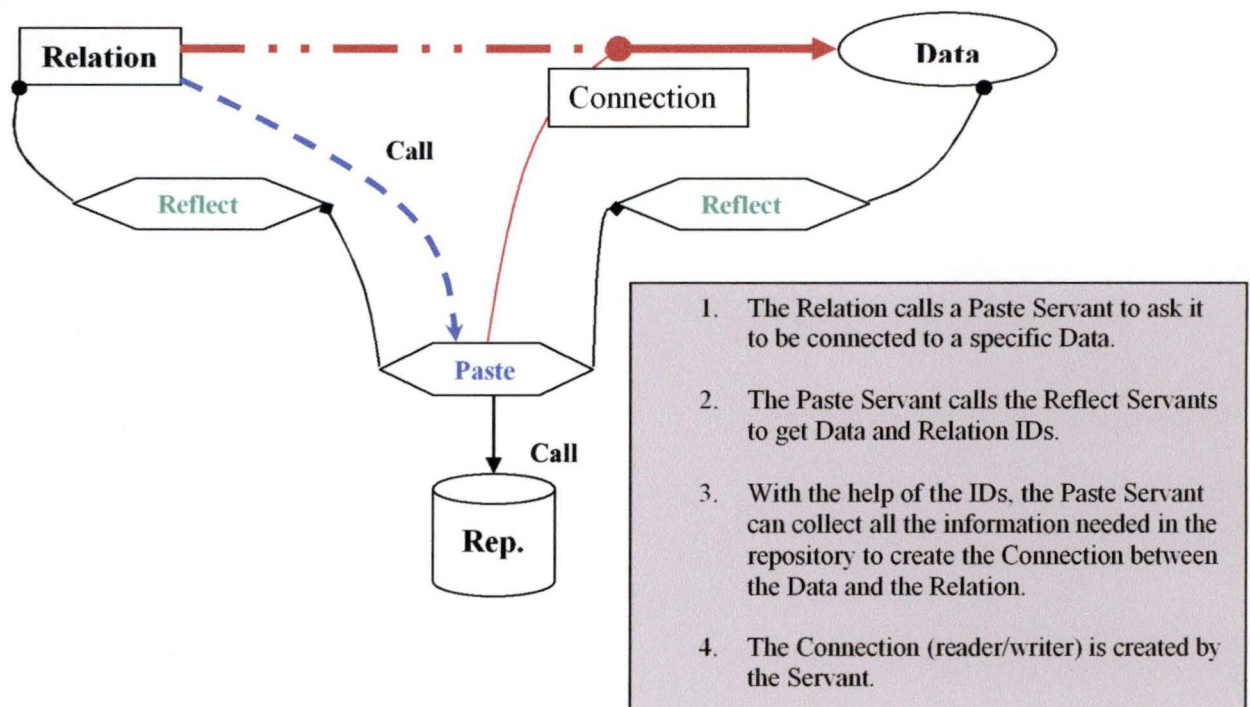 Relation
Data
Connection
Call
Reflect
Reflect
Paste
Call
Rep.
1. The Relation calls a Paste Servant to ask it
to be connected to a specific Data.
2. The Paste Servant calls the Reflect Servants
to get Data and Relation IDs.
3. With the help of the IDs, the Paste Servant
can collect all the information needed in the
repository to create the Connection between
the Data and the Relation.
4. The Connection (reader/writer) is created by
the Servant.